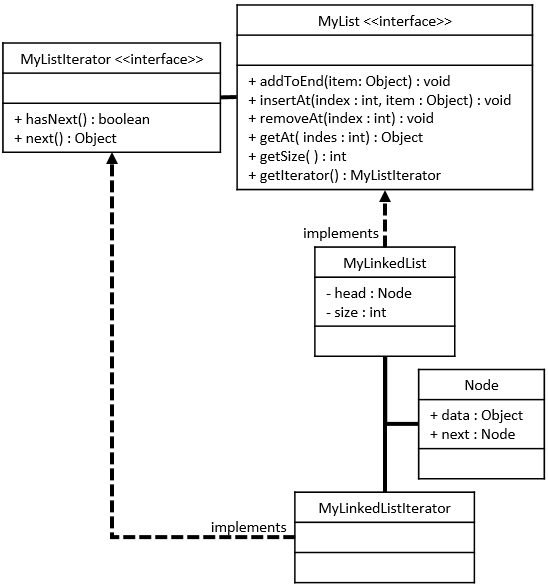 MyList <<interface>>
+ addToEnd(item: Object) : void
+ insertAt(index : int, item : Object) : void
+ removeAt(index : int) : void
+ getAt( indes : int) : Object
+ getSize( ) : int
+ getIterator() : MyListIterator
MyListIterator <<interface>>
+ hasNext() : boolean
+ next() : Object
implements
MyLinkedList
- head : Node
- size : int
Node
+ data : Object
+ next : Node
MyLinkedListIterator
implements